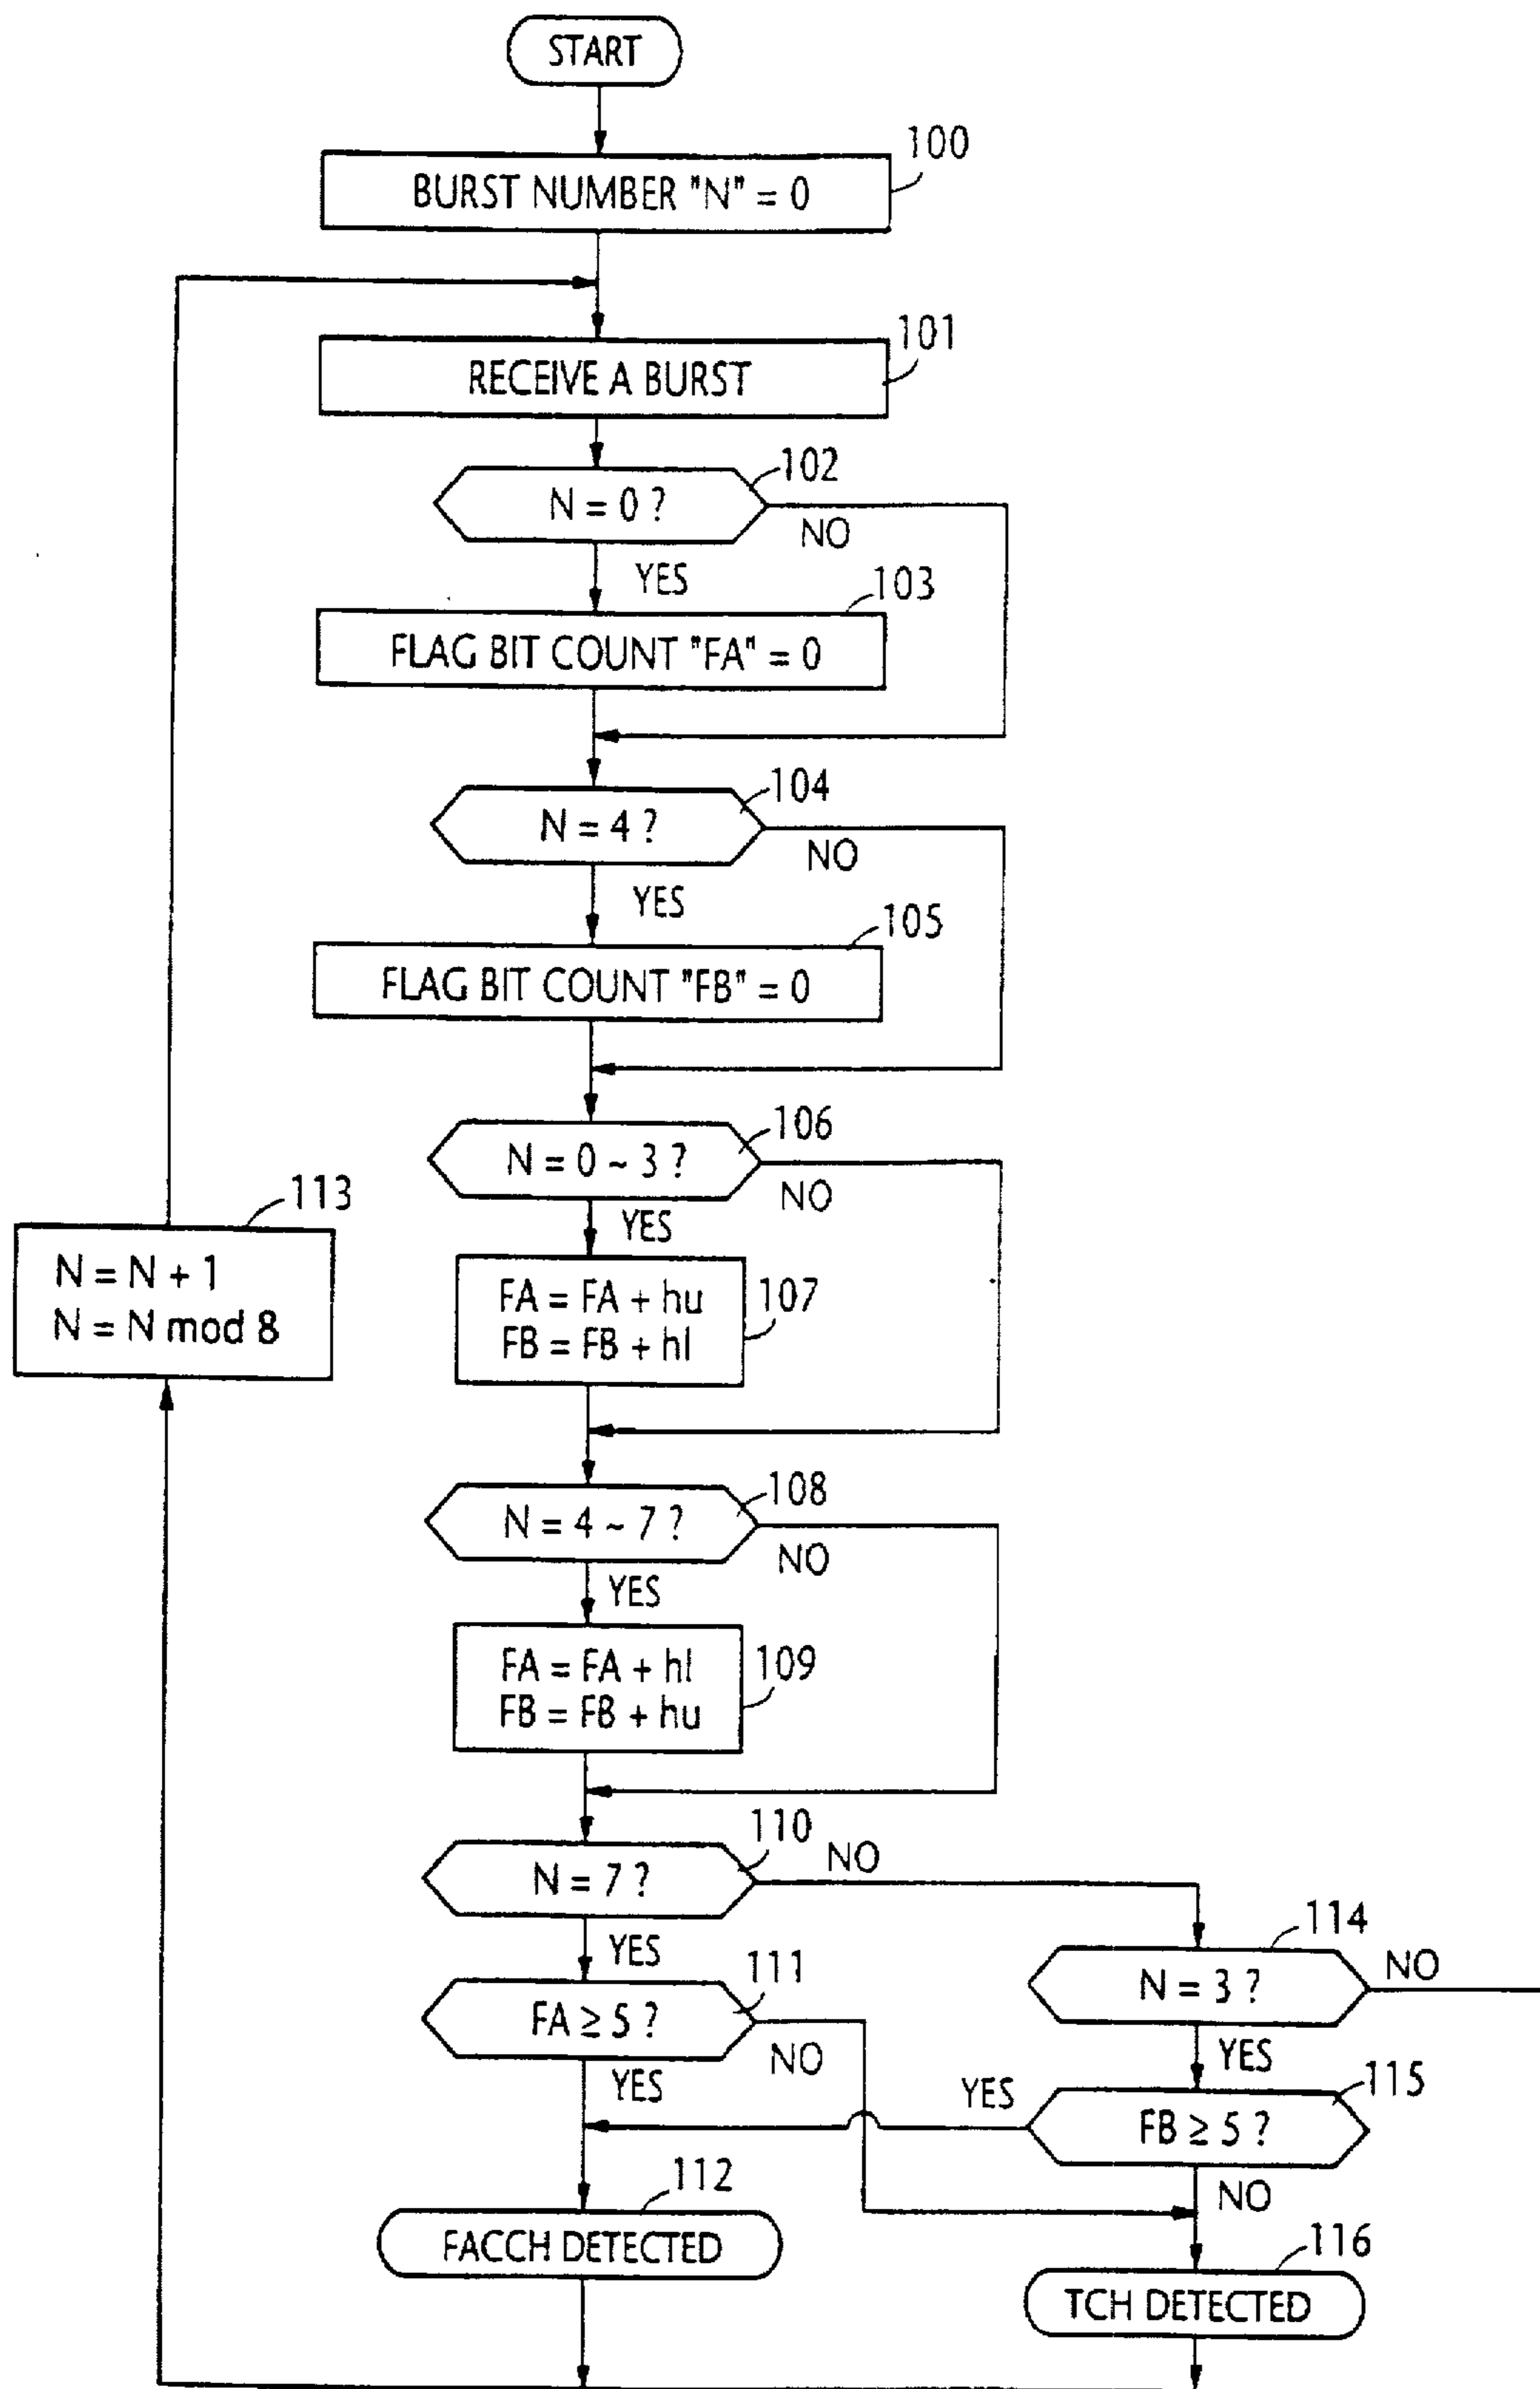 START
100
BURST NUMBER "N" = 0
101
RECEIVE A BURST
102
N = 0 ?
NO
YES
103
FLAG BIT COUNT "FA" = 0
104
N = 4 ?
NO
YES
105
FLAG BIT COUNT "FB" = 0
106
N = 0 ~ 3 ?
NO
YES
113
N = N + 1
N = N mod 8
107
FA = FA + hu
FB = FB + hl
108
N = 4 ~ 7 ?
NO
YES
109
FA = FA + hl
FB = FB + hu
110
N = 7 ?
NO
YES
114
N = 3 ?
NO
YES
111
FA ≥ 5 ?
NO
YES
115
FB ≥ 5 ?
YES
NO
112
FACCH DETECTED
116
TCH DETECTED